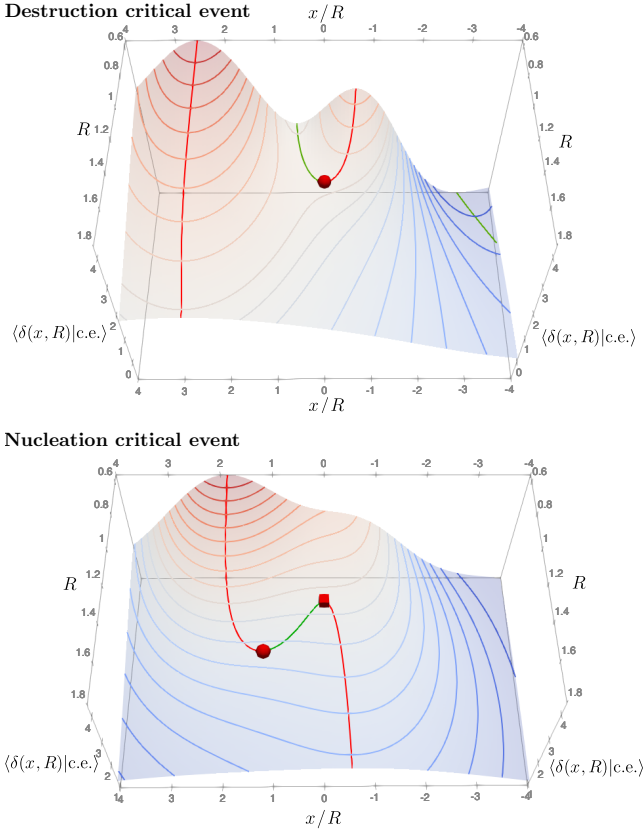 Destruction critical event
x/R
4 3 2 1 0 -1 -2 -3 -4
0.6 0.6
0.8 0.8
1 1
R 1.2 1.2 R
1.4 1.4
1.6 1.6
1.8 1.8
4 4
3 3
⟨δ(x, R)|c.e.⟩ 2 2 ⟨δ(x, R)|c.e.⟩
1 1
0 0
4 3 2 1 0 -1 -2 -3 -4
x/R
Nucleation critical event
4 3 2 1 0 -1 -2 -3 -4
0.6 0.6
0.8 0.8
1 1
R 1.2 1.2 R
1.4 1.4
1.6 1.6
1.8 1.8
4 4
⟨δ(x, R)|c.e.⟩ 3 3 ⟨δ(x, R)|c.e.⟩
2 2
4 3 2 1 0 -1 -2 -3 -4
x/R